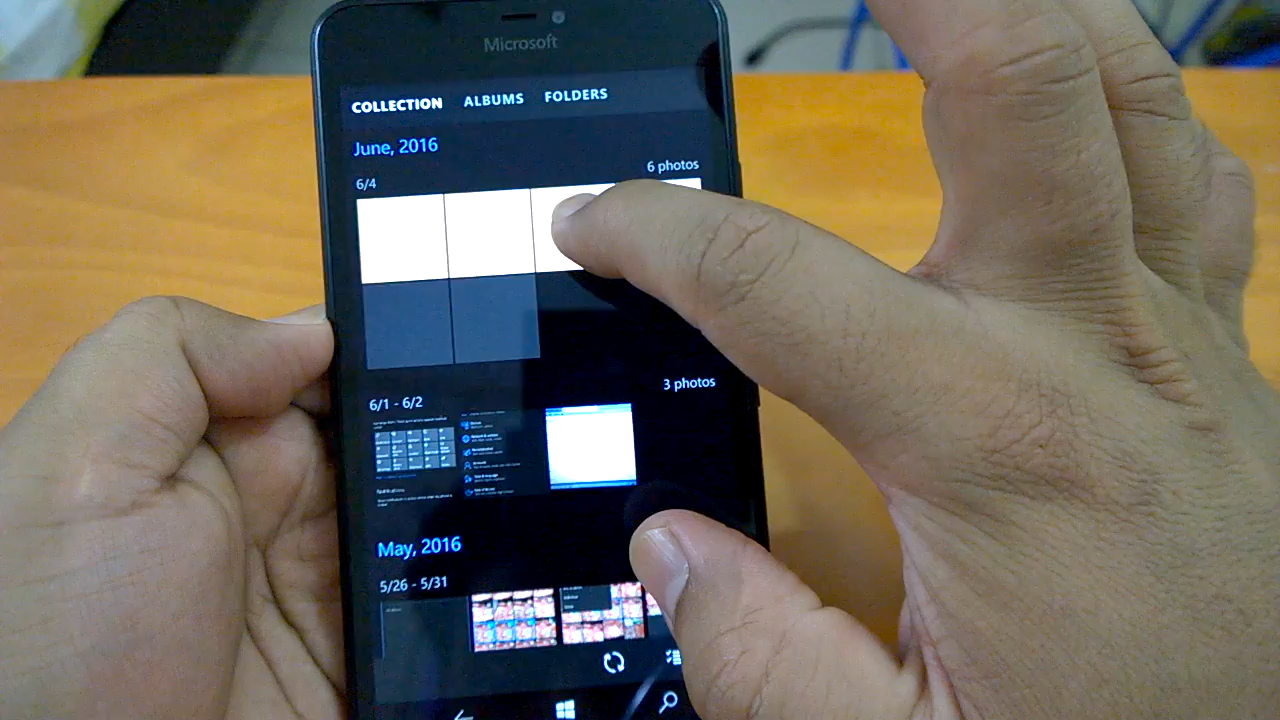 Microsoft
COLLECTION ALBUMS FOLDERS
June, 2016
6 photos
6/4
3 photos
6/1 - 6/2
May, 2016
5/26 - 5/31